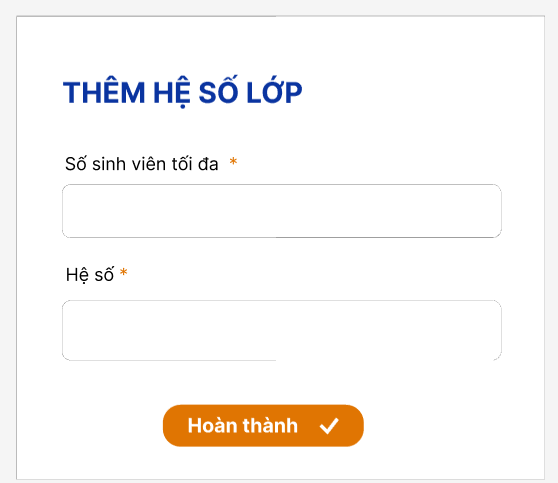 THÊM HỆ SỐ LỚP
Số sinh viên tối đa *
Hệ số *
Hoàn thành